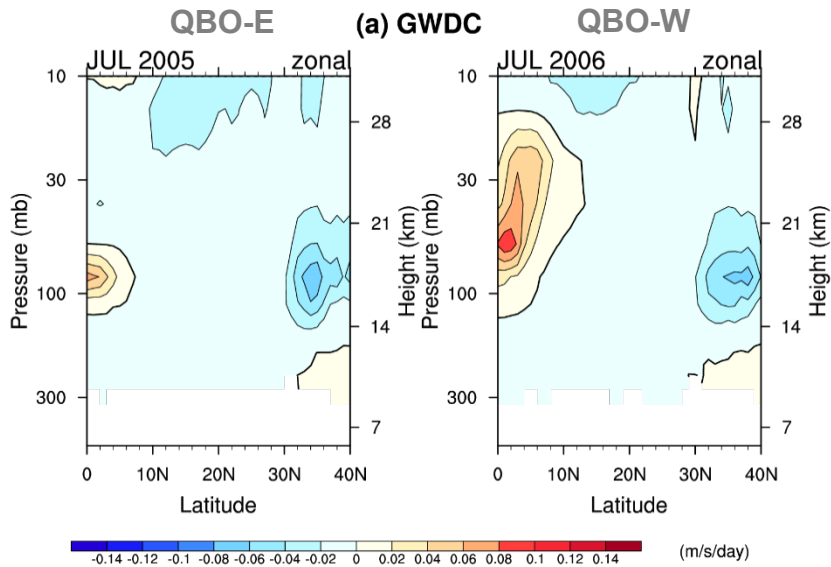 QBO-E (a) GWDC QBO-W
JUL 2005 zonal JUL 2006 zonal
10 10
28 28
30 30
21 21
100 100
14 14
300 300
7 7
Pressure (mb) Height (km) Pressure (mb) Height (km)
0 10N 20N 30N 40N 0 10N 20N 30N 40N
Latitude Latitude
-0.14 -0.12 -0.1 -0.08 -0.06 -0.04 -0.02 0 0.02 0.04 0.06 0.08 0.1 0.12 0.14 (m/s/day)